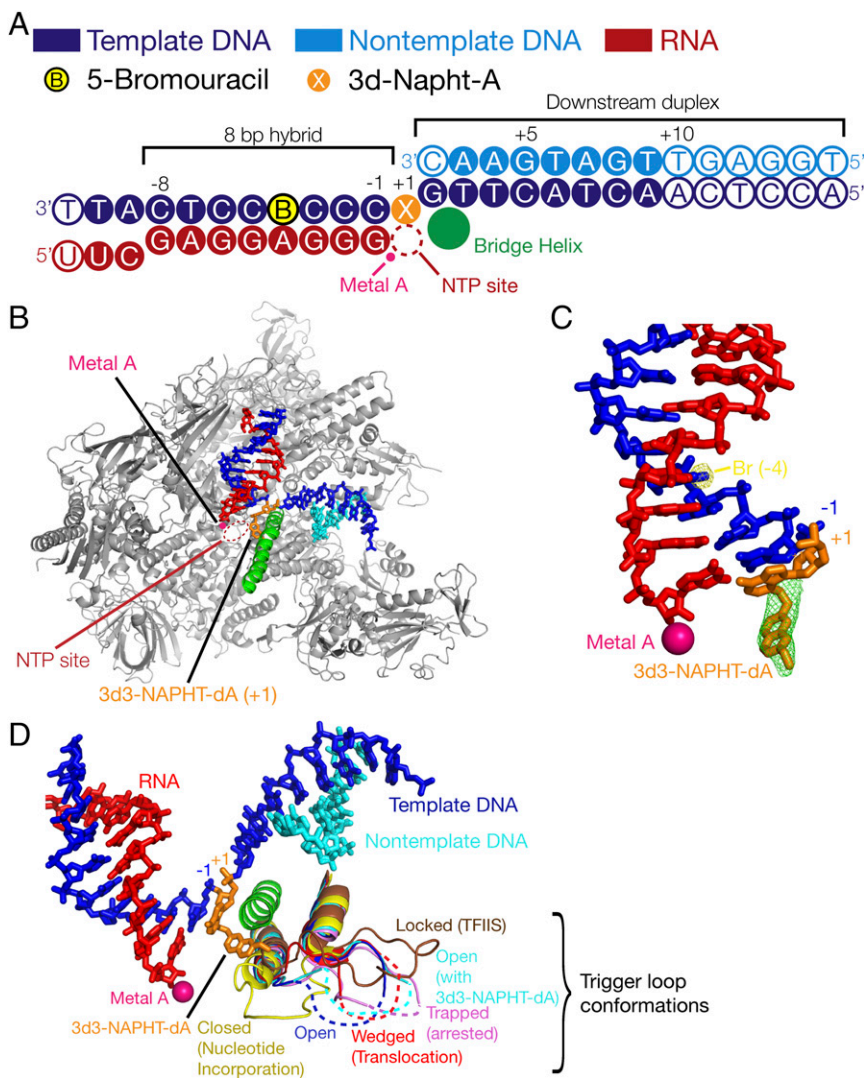 A
Template DNA Nontemplate DNA RNA
B 5-Bromouracil X 3d-Napht-A
Downstream duplex
8 bp hybrid
+5 +10
3' C A A G T A G T T G A G G T 5'
-8 -1 +1
G T T C A T C A A C T C C A 5'
3' T T A C T C C B C C C X
5' U U C G A G G A G G G
Bridge Helix
Metal A NTP site
B
Metal A
NTP site
3d3-NAPHT-dA (+1)
C
Br (-4)
-1
+1
Metal A
3d3-NAPHT-dA
D
RNA
Template DNA
Nontemplate DNA
-1 +1
Metal A
3d3-NAPHT-dA
Closed
(Nucleotide
Incorporation)
Open
Wedged
(Translocation)
Locked (TFIIS)
Open
(with
3d3-NAPHT-dA)
Trapped
(arrested)
Trigger loop
conformations